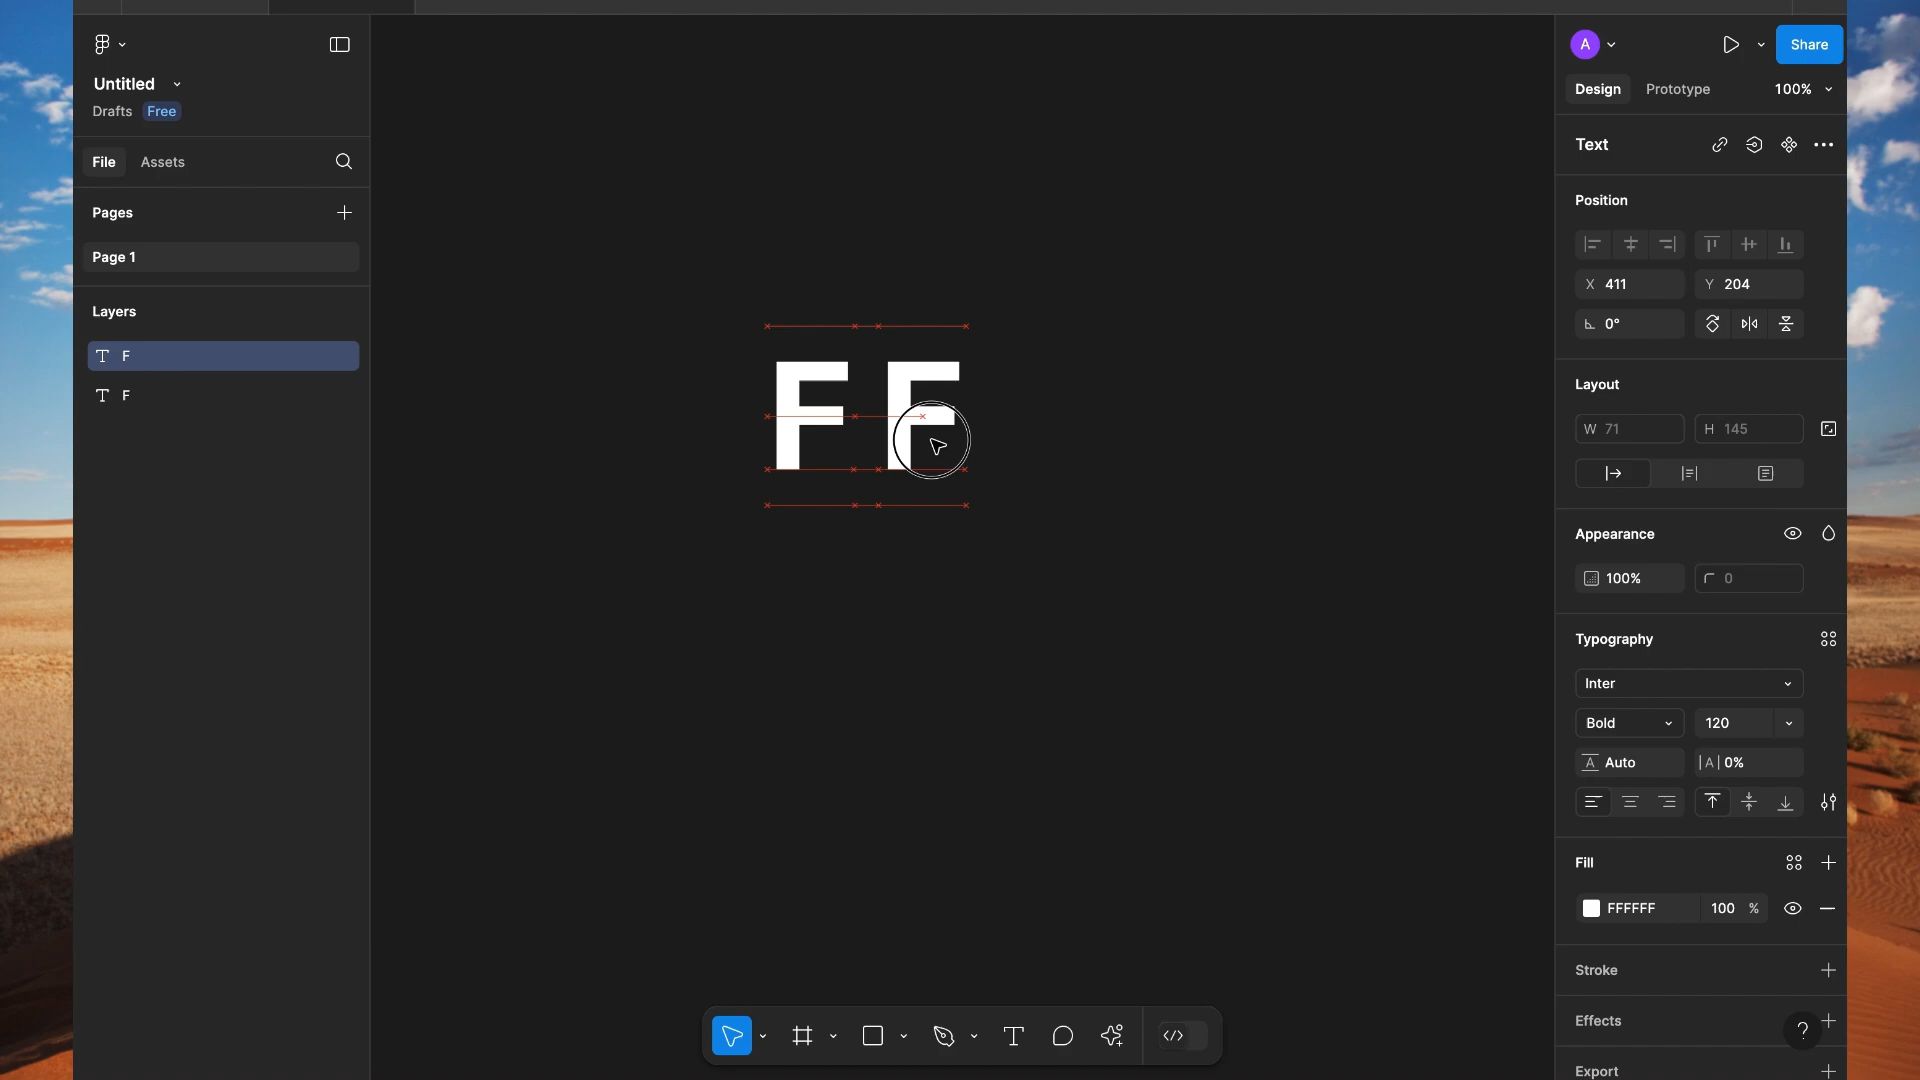 Untitled
Drafts Free
File Assets
Pages
Page 1
Layers
T F
T F
F F
A
Share
Design Prototype 100%
Text
Position
X 411 Y 204
0°
Layout
W 71 H 145
Appearance
100% 0
Typography
Inter
Bold 120
A Auto |A| 0%
Fill
FFFFFF 100 %
Stroke
Effects
?
Export